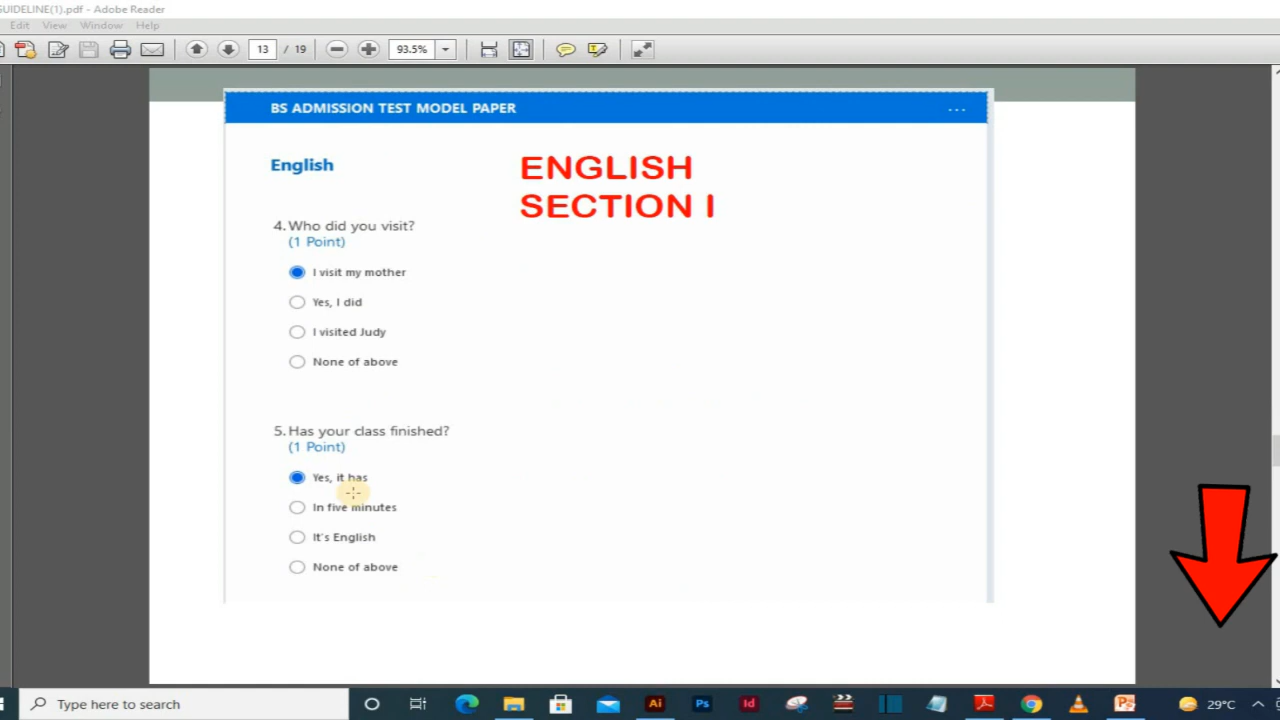 GUIDELINE(1).pdf - Adobe Reader
Edit View Window Help
13 / 19 93.5%
BS ADMISSION TEST MODEL PAPER ...
English
ENGLISH
SECTION I
4. Who did you visit?
(1 Point)
I visit my mother
Yes, I did
I visited Judy
None of above
5. Has your class finished?
(1 Point)
Yes, it has
In five minutes
It's English
None of above
Type here to search
Ai Ps Id
29°C